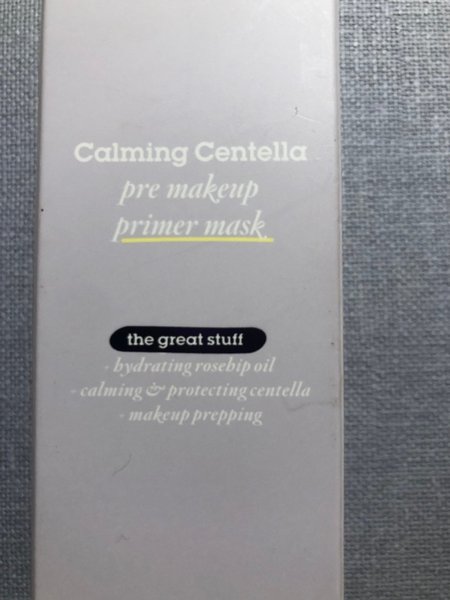 Calming Centella
pre makeup
primer mask
the great stuff
- hydrating rosehip oil
- calming & protecting centella
- makeup prepping